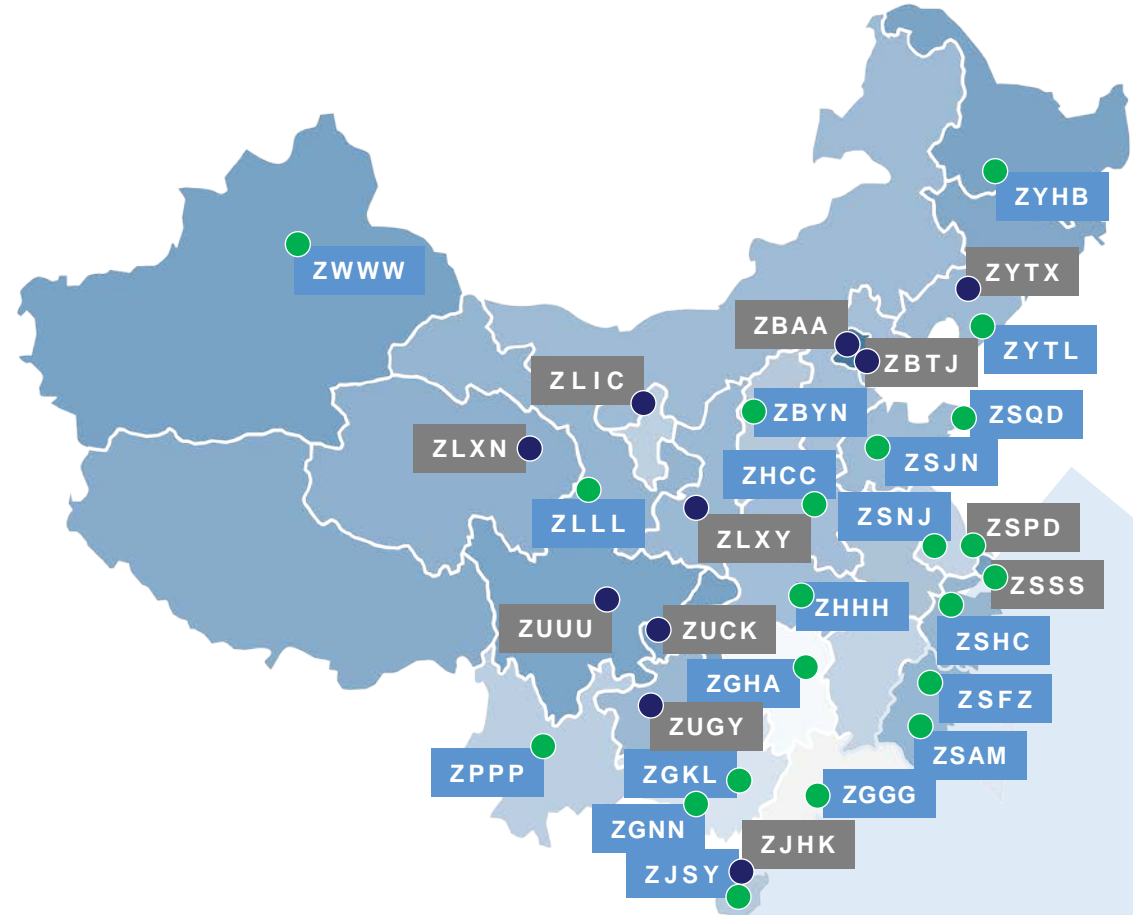 ZYHB
ZWWW
ZYTX
ZBAA
ZYTL
ZBTJ
ZLIC
ZBYN
ZSQD
ZLXN
ZSJN
ZHCC
ZSNJ
ZLLL
ZSPD
ZLXY
ZSSS
ZHHH
ZUUU
ZUCK
ZSHC
ZGHA
ZSFZ
ZUGY
ZSAM
ZPPP
ZGKL
ZGGG
ZGNN
ZJHK
ZJSY